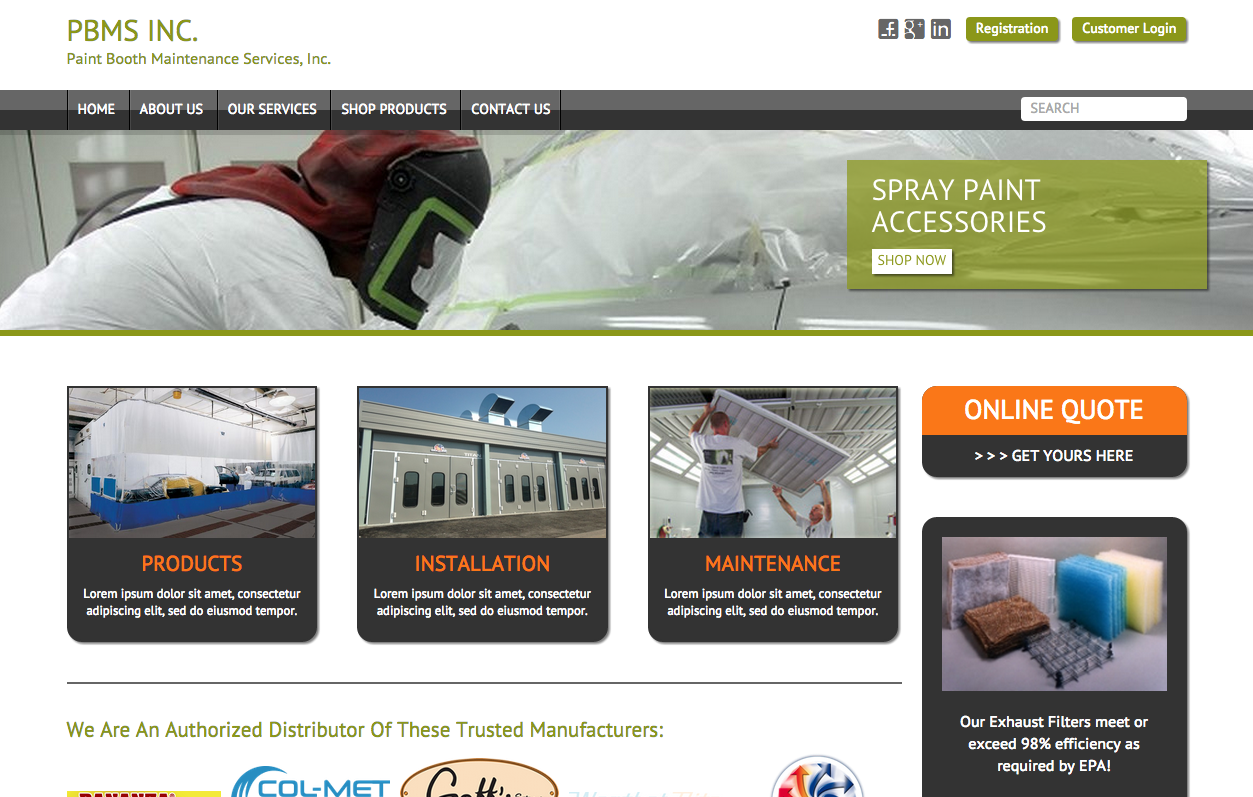 PBMS INC.
Paint Booth Maintenance Services, Inc.
Registration
Customer Login
HOME
ABOUT US
OUR SERVICES
SHOP PRODUCTS
CONTACT US
SEARCH
SPRAY PAINT
ACCESSORIES
SHOP NOW
PRODUCTS
Lorem ipsum dolor sit amet, consectetur
adipiscing elit, sed do eiusmod tempor.
INSTALLATION
Lorem ipsum dolor sit amet, consectetur
adipiscing elit, sed do eiusmod tempor.
MAINTENANCE
Lorem ipsum dolor sit amet, consectetur
adipiscing elit, sed do eiusmod tempor.
ONLINE QUOTE
> > > GET YOURS HERE
Our Exhaust Filters meet or
exceed 98% efficiency as
required by EPA!
We Are An Authorized Distributor Of These Trusted Manufacturers:
COL-MET